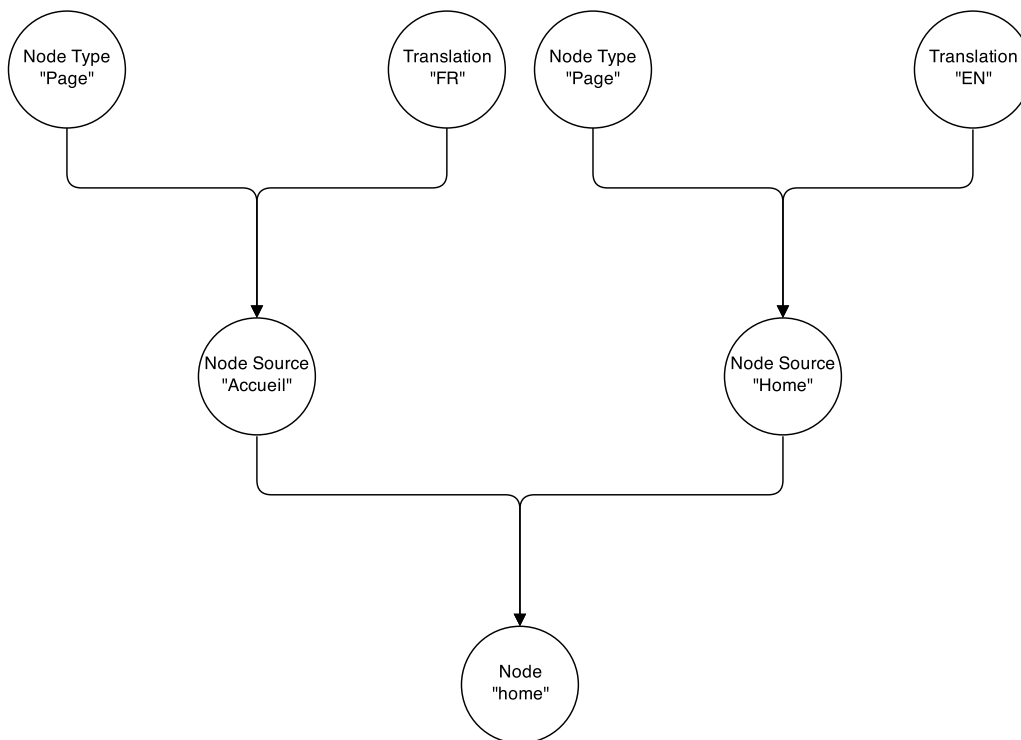 Node Type
"Page"
Translation
"FR"
Node Type
"Page"
Translation
"EN"
Node Source
"Accueil"
Node Source
"Home"
Node
"home"